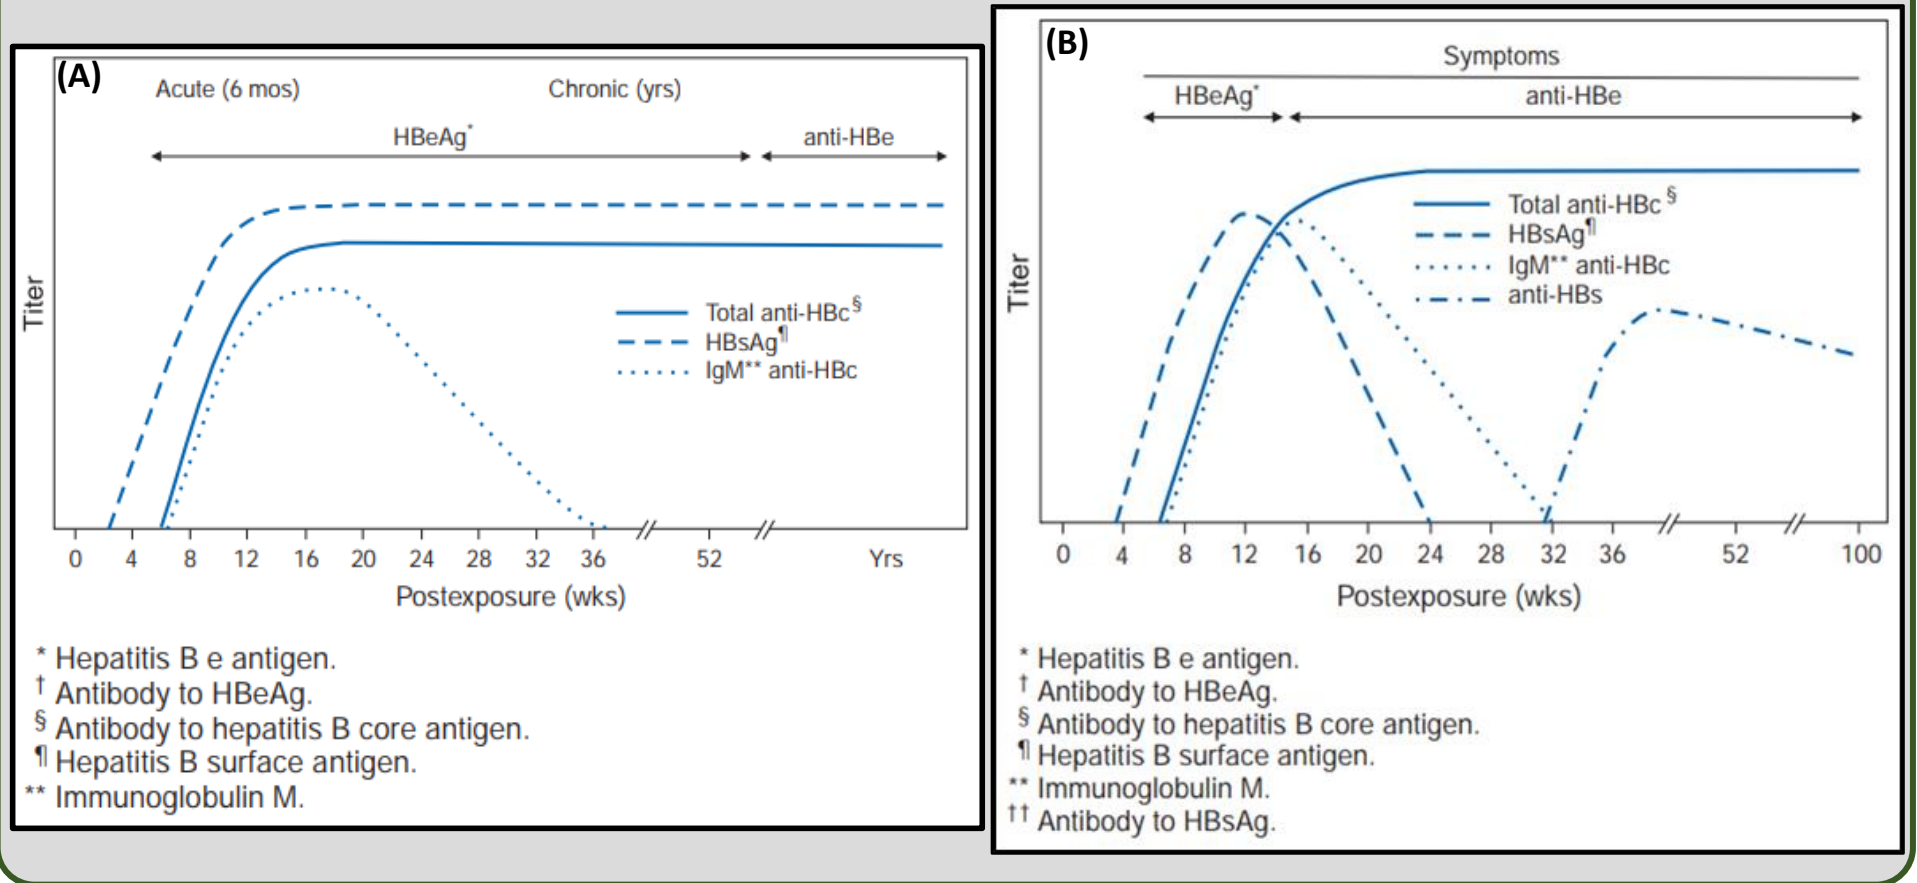 (A)
Acute (6 mos) Chronic (yrs)
HBeAg* anti-HBe
Titer
Total anti-HBc§
HBsAg¶
IgM** anti-HBc
0 4 8 12 16 20 24 28 32 36 52 Yrs
Postexposure (wks)
* Hepatitis B e antigen.
† Antibody to HBeAg.
§ Antibody to hepatitis B core antigen.
¶ Hepatitis B surface antigen.
** Immunoglobulin M.
(B)
Symptoms
HBeAg* anti-HBe
Titer
Total anti-HBc§
HBsAg¶
IgM** anti-HBc
anti-HBs
0 4 8 12 16 20 24 28 32 36 52 100
Postexposure (wks)
* Hepatitis B e antigen.
† Antibody to HBeAg.
§ Antibody to hepatitis B core antigen.
¶ Hepatitis B surface antigen.
** Immunoglobulin M.
†† Antibody to HBsAg.